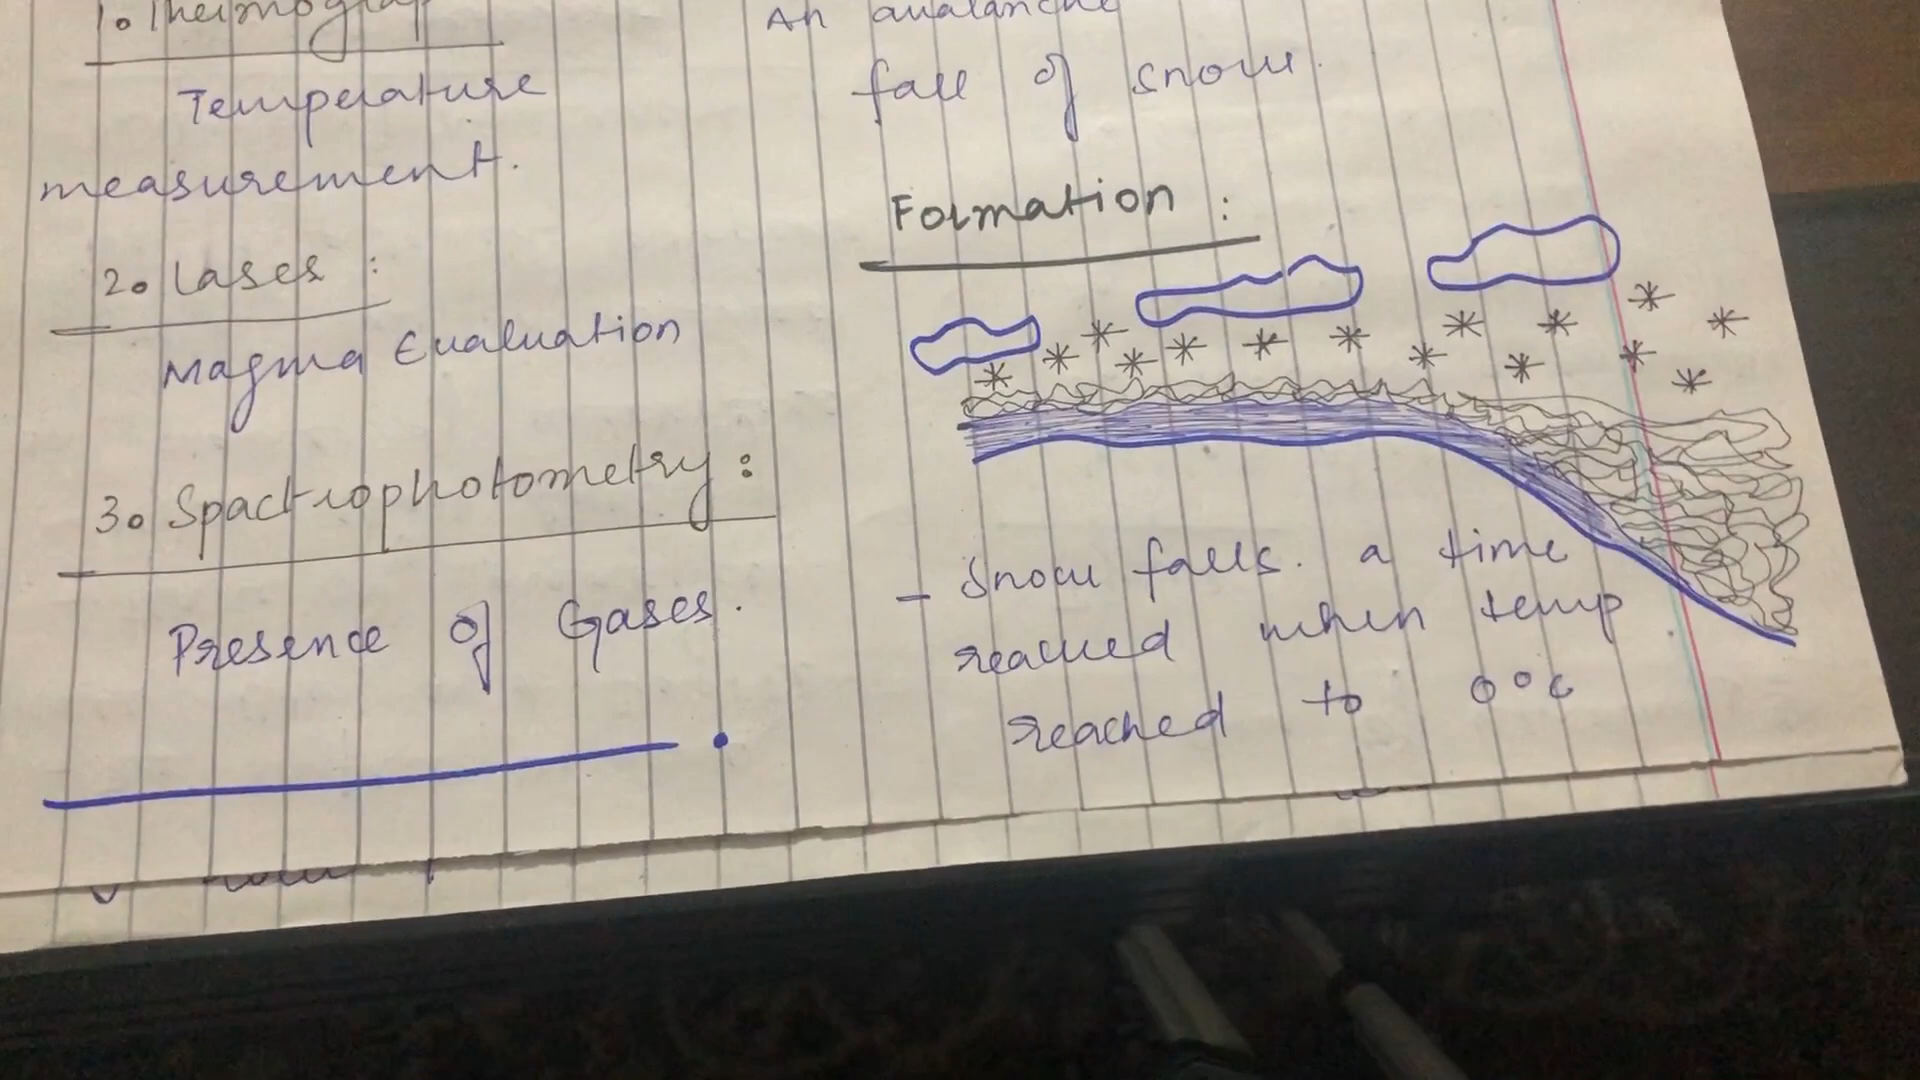 1. Thermograp
Temperature
measurement.
2. Lases :
Magma Evaluation
3. Spactrophotometry :
Presence of Gases.
An avalanche
fall of snow.
Formation :
- Snow falls. a time
reached when temp
reached to 0°c